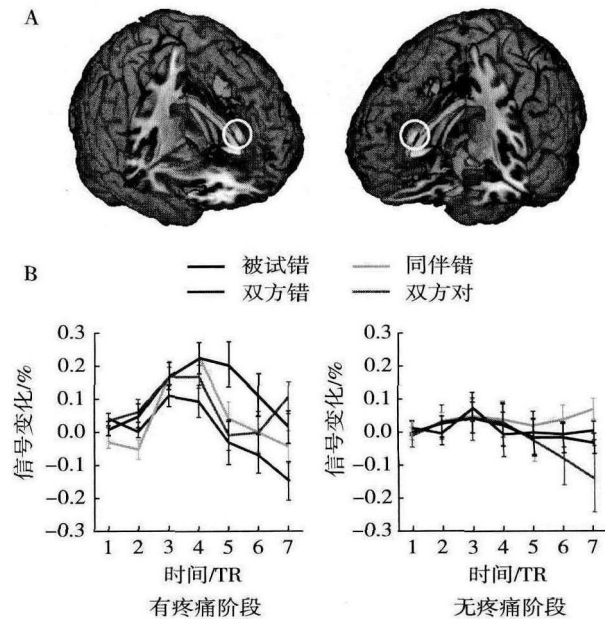 A
B
被试错 同伴错
双方错 双方对
信号变化/%
0.3
0.2
0.1
0.0
−0.1
−0.2
−0.3
1 2 3 4 5 6 7
时间/TR
有疼痛阶段
信号变化/%
0.3
0.2
0.1
0.0
−0.1
−0.2
−0.3
1 2 3 4 5 6 7
时间/TR
无疼痛阶段